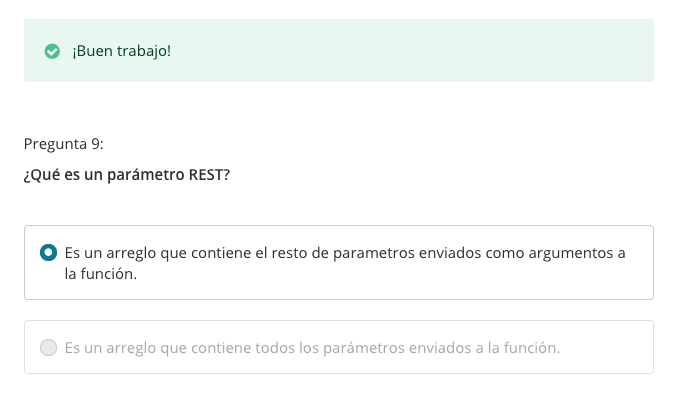 ¡Buen trabajo!
Pregunta 9:
¿Qué es un parámetro REST?
Es un arreglo que contiene el resto de parametros enviados como argumentos a
la función.
Es un arreglo que contiene todos los parámetros enviados a la función.